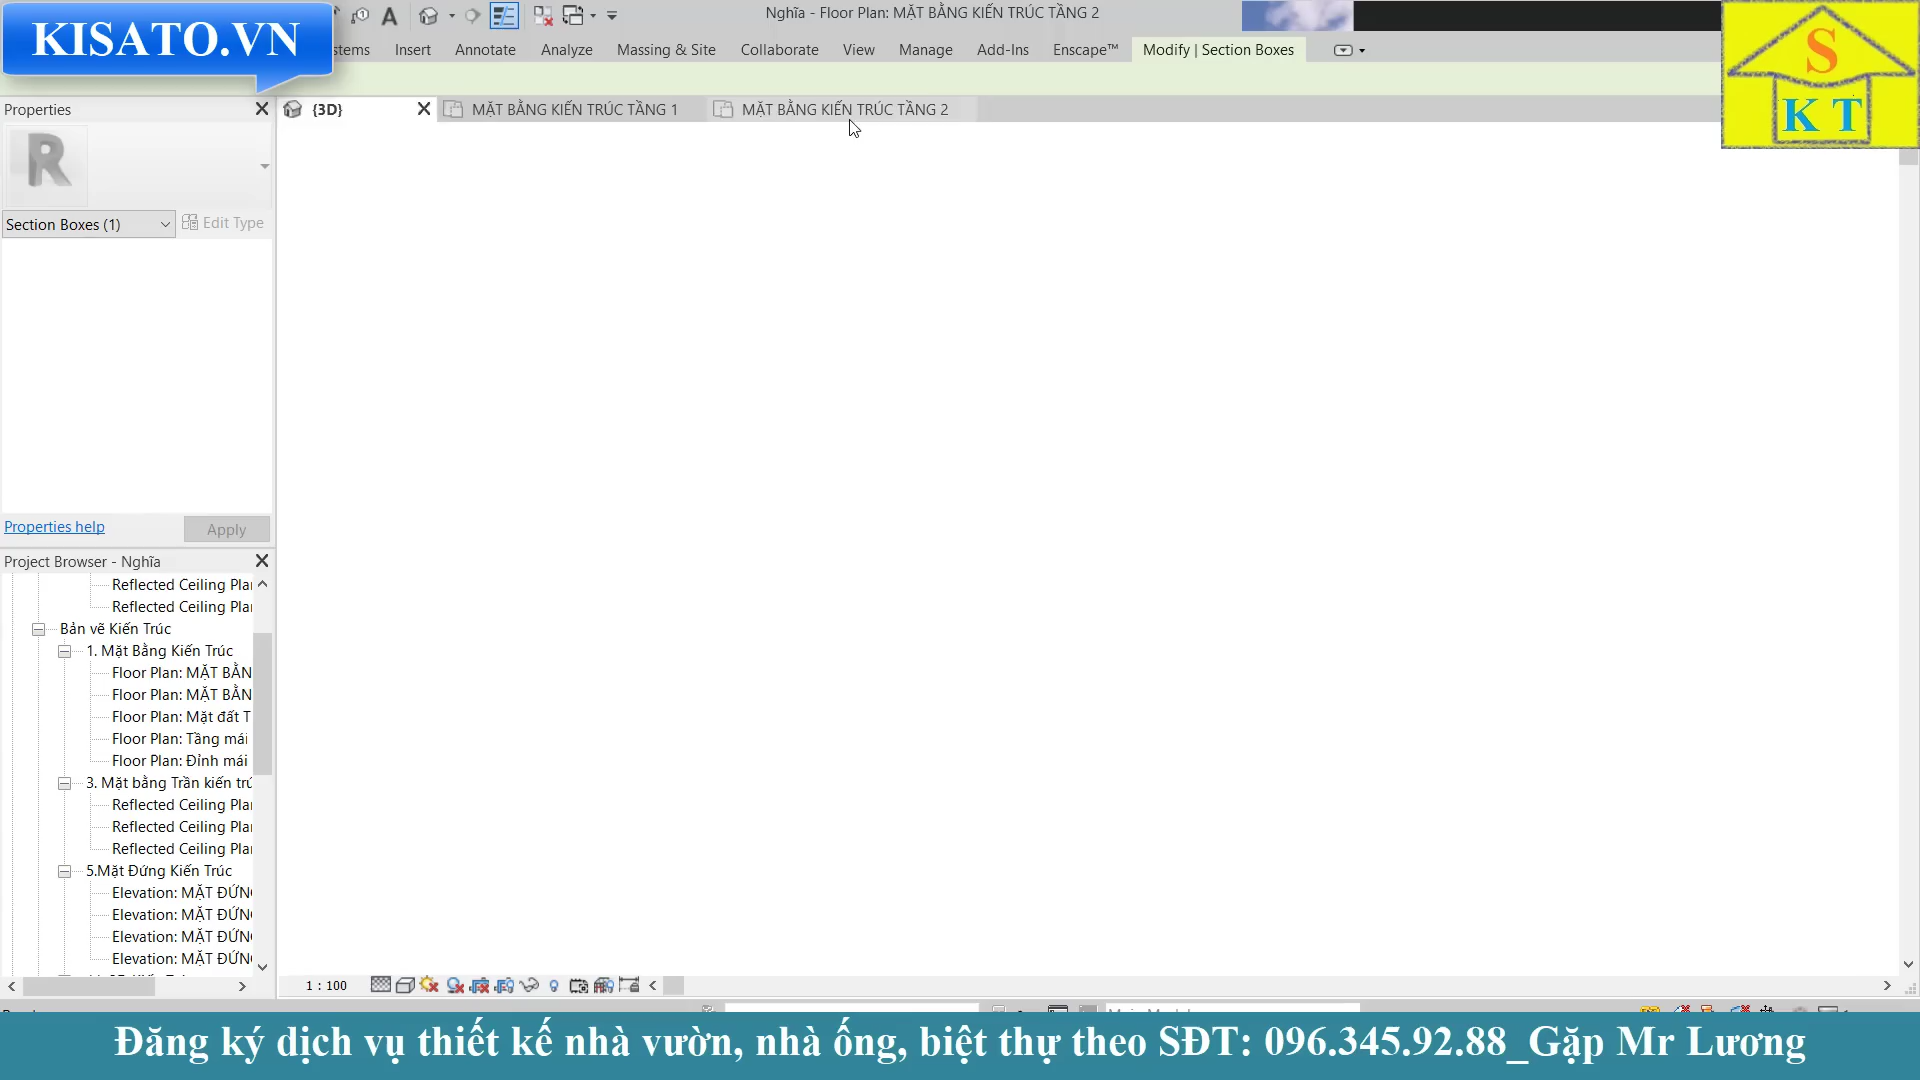 KISATO.VN
Nghĩa - Floor Plan: MẶT BẰNG KIẾN TRÚC TẦNG 2
Insert Annotate Analyze Massing & Site Collaborate View Manage Add-Ins Enscape™ Modify | Section Boxes
S
K T
Properties
{3D} MẶT BẰNG KIẾN TRÚC TẦNG 1 MẶT BẰNG KIẾN TRÚC TẦNG 2
R
Section Boxes (1) Edit Type
Properties help Apply
Project Browser - Nghĩa
Reflected Ceiling Pla
Reflected Ceiling Pla
Bản vẽ Kiến Trúc
1. Mặt Bằng Kiến Trúc
Floor Plan: MẶT BẰN
Floor Plan: MẶT BẰN
Floor Plan: Mặt đất T
Floor Plan: Tầng mái
Floor Plan: Đỉnh mái
3. Mặt bằng Trần kiến trú
Reflected Ceiling Pla
Reflected Ceiling Pla
Reflected Ceiling Pla
5.Mặt Đứng Kiến Trúc
Elevation: MẶT ĐỨN
Elevation: MẶT ĐỨN
Elevation: MẶT ĐỨN
Elevation: MẶT ĐỨN
1 : 100
Đăng ký dịch vụ thiết kế nhà vườn, nhà ống, biệt thự theo SĐT: 096.345.92.88_Gặp Mr Lương